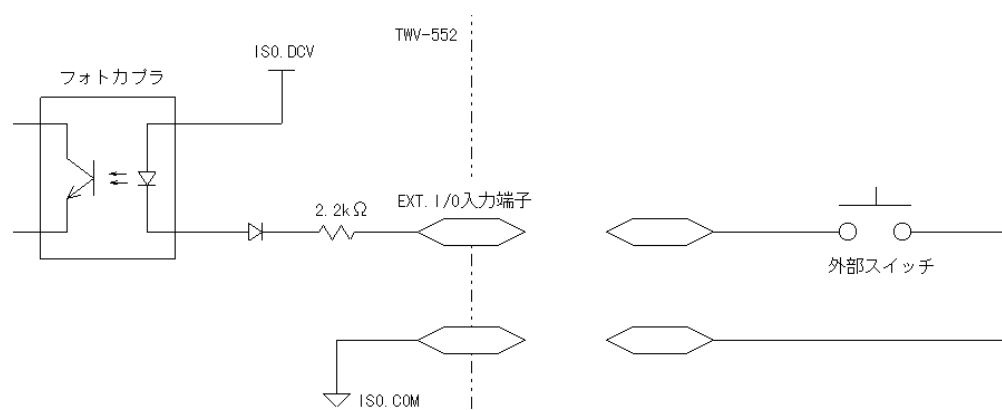 TWV-552
ISO.DCV
フォトカプラ
EXT.I/O入力端子
2.2kΩ
外部スイッチ
ISO.COM